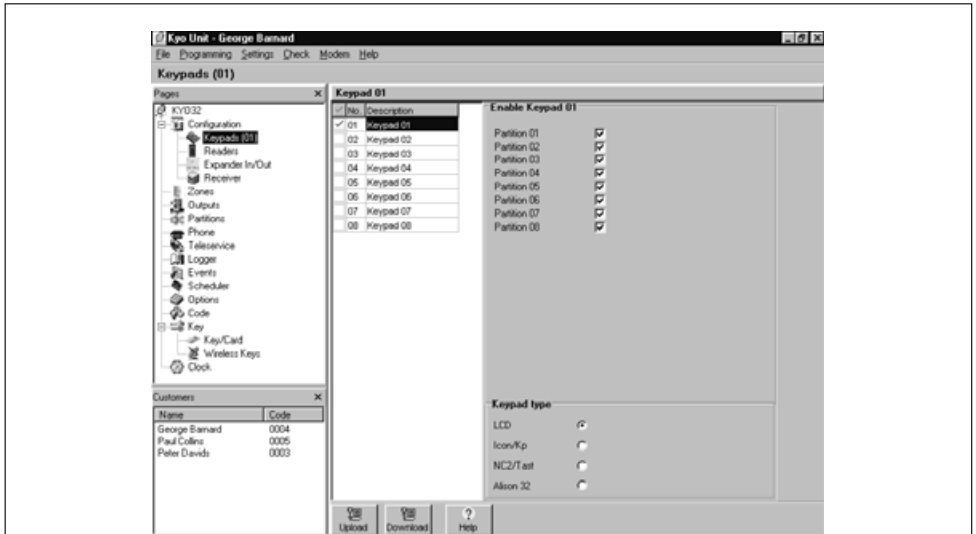 Kyo Unit - George Barnard
File Programming Settings Check Modem Help
Keypads (01)
Pages
KYO32
Configuration
Keypads (01)
Readers
Expander In/Out
Receiver
Zones
Outputs
Partitions
Phone
Teleservice
Logger
Events
Scheduler
Options
Code
Key
Key/Card
Wireless Keys
Clock
Customers
Name Code
George Barnard 0004
Paul Collins 0005
Peter Davids 0003
Keypad 01
No. Description
01 Keypad 01
02 Keypad 02
03 Keypad 03
04 Keypad 04
05 Keypad 05
06 Keypad 06
07 Keypad 07
08 Keypad 08
Enable Keypad 01
Partition 01
Partition 02
Partition 03
Partition 04
Partition 05
Partition 06
Partition 07
Partition 08
Keypad type
LCD
Icon/Kp
NC2/Tast
Alison 32
Upload Download ? Help